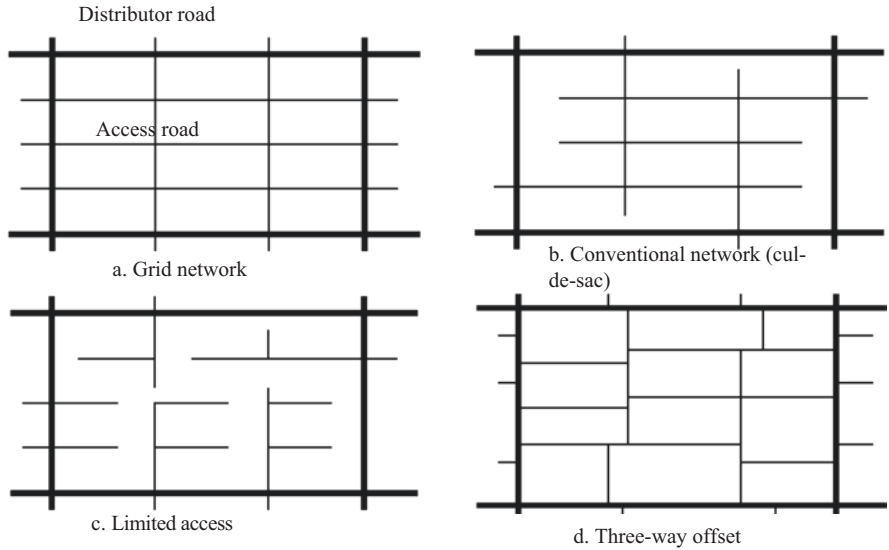 Distributor road
Access road
a. Grid network
b. Conventional network (cul-
de-sac)
c. Limited access
d. Three-way offset